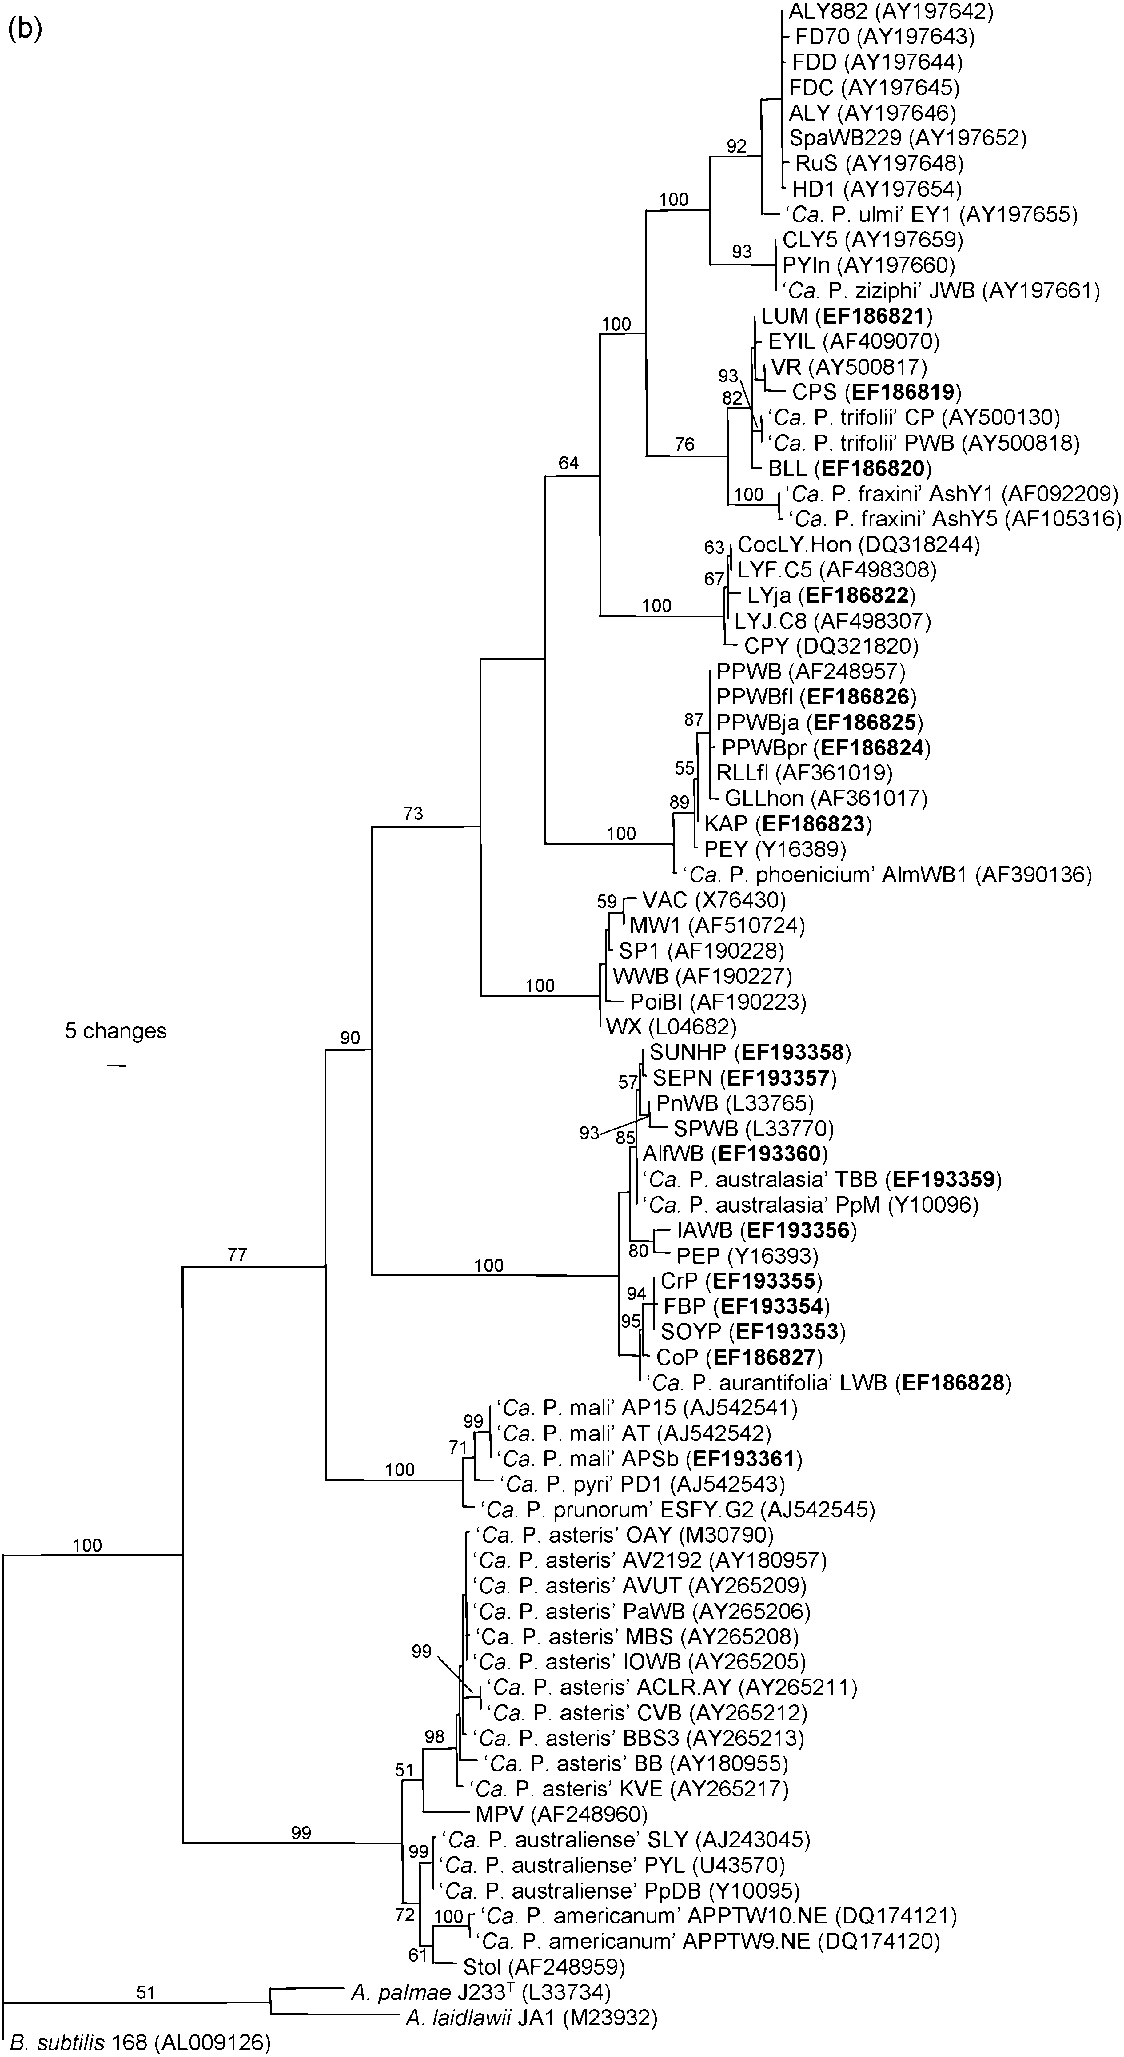 (b)
ALY882 (AY197642)
FD70 (AY197643)
FDD (AY197644)
FDC (AY197645)
ALY (AY197646)
SpaWB229 (AY197652)
92
RuS (AY197648)
HD1 (AY197654)
100
‘Ca. P. ulmi’ EY1 (AY197655)
CLY5 (AY197659)
93
PYIn (AY197660)
‘Ca. P. ziziphi’ JWB (AY197661)
100
LUM (EF186821)
EYIL (AF409070)
VR (AY500817)
93
CPS (EF186819)
82
‘Ca. P. trifolii’ CP (AY500130)
76
‘Ca. P. trifolii’ PWB (AY500818)
64
BLL (EF186820)
100
‘Ca. P. fraxini’ AshY1 (AF092209)
‘Ca. P. fraxini’ AshY5 (AF105316)
63
CocLY.Hon (DQ318244)
LYF.C5 (AF498308)
67
LYja (EF186822)
100
LYJ.C8 (AF498307)
CPY (DQ321820)
PPWB (AF248957)
PPWBfl (EF186826)
87
PPWBja (EF186825)
PPWBpr (EF186824)
55
RLLfl (AF361019)
89
GLLhon (AF361017)
73
100
KAP (EF186823)
PEY (Y16389)
‘Ca. P. phoenicium’ AlmWB1 (AF390136)
59
VAC (X76430)
MW1 (AF510724)
SP1 (AF190228)
100
WWB (AF190227)
PoiBI (AF190223)
WX (L04682)
5 changes
90
SUNHP (EF193358)
57
SEPN (EF193357)
PnWB (L33765)
93
SPWB (L33770)
85
AlfWB (EF193360)
‘Ca. P. australasia’ TBB (EF193359)
‘Ca. P. australasia’ PpM (Y10096)
IAWB (EF193356)
80
PEP (Y16393)
77
100
CrP (EF193355)
94
FBP (EF193354)
95
SOYP (EF193353)
CoP (EF186827)
‘Ca. P. aurantifolia’ LWB (EF186828)
‘Ca. P. mali’ AP15 (AJ542541)
99
‘Ca. P. mali’ AT (AJ542542)
71
‘Ca. P. mali’ APSb (EF193361)
100
‘Ca. P. pyri’ PD1 (AJ542543)
‘Ca. P. prunorum’ ESFY.G2 (AJ542545)
‘Ca. P. asteris’ OAY (M30790)
100
‘Ca. P. asteris’ AV2192 (AY180957)
‘Ca. P. asteris’ AVUT (AY265209)
‘Ca. P. asteris’ PaWB (AY265206)
‘Ca. P. asteris’ MBS (AY265208)
99
‘Ca. P. asteris’ IOWB (AY265205)
‘Ca. P. asteris’ ACLR.AY (AY265211)
‘Ca. P. asteris’ CVB (AY265212)
98
‘Ca. P. asteris’ BBS3 (AY265213)
‘Ca. P. asteris’ BB (AY180955)
51
‘Ca. P. asteris’ KVE (AY265217)
MPV (AF248960)
99
‘Ca. P. australiense’ SLY (AJ243045)
99
‘Ca. P. australiense’ PYL (U43570)
‘Ca. P. australiense’ PpDB (Y10095)
72
100
‘Ca. P. americanum’ APPTW10.NE (DQ174121)
‘Ca. P. americanum’ APPTW9.NE (DQ174120)
61
Stol (AF248959)
51
A. palmae J233T (L33734)
A. laidlawii JA1 (M23932)
B. subtilis 168 (AL009126)